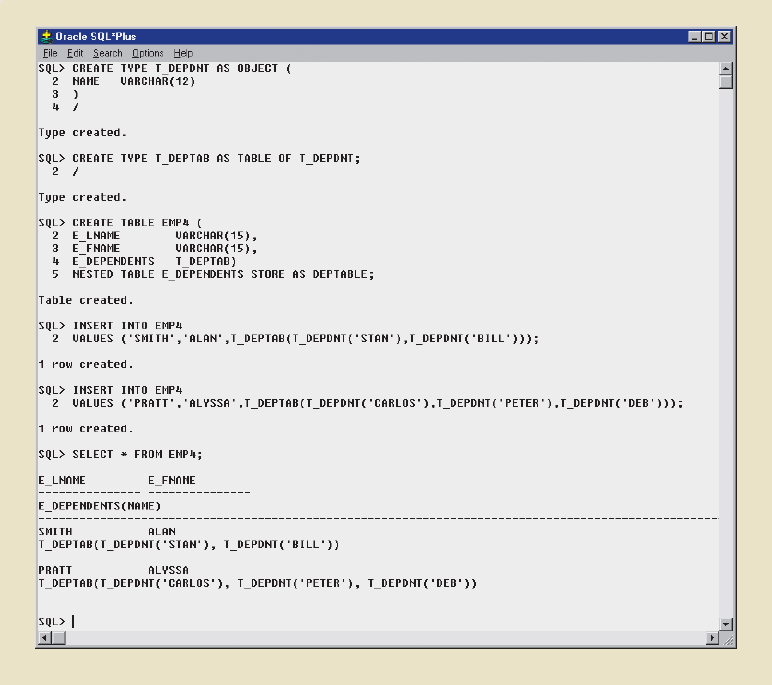 Oracle SQL*Plus
File Edit Search Options Help
SQL> CREATE TYPE T_DEPDNT AS OBJECT (
  2  NAME   VARCHAR(12)
  3  )
  4  /
Type created.
SQL> CREATE TYPE T_DEPTAB AS TABLE OF T_DEPDNT;
  2  /
Type created.
SQL> CREATE TABLE EMP4 (
  2  E_LNAME        VARCHAR(15),
  3  E_FNAME        VARCHAR(15),
  4  E_DEPENDENTS   T_DEPTAB)
  5  NESTED TABLE E_DEPENDENTS STORE AS DEPTABLE;
Table created.
SQL> INSERT INTO EMP4
  2  VALUES ('SMITH','ALAN',T_DEPTAB(T_DEPDNT('STAN'),T_DEPDNT('BILL')));
1 row created.
SQL> INSERT INTO EMP4
  2  VALUES ('PRATT','ALYSSA',T_DEPTAB(T_DEPDNT('CARLOS'),T_DEPDNT('PETER'),T_DEPDNT('DEB')));
1 row created.
SQL> SELECT * FROM EMP4;
E_LNAME         E_FNAME
--------------- ---------------
E_DEPENDENTS(NAME)
----------------------------------------------------------------------------------------------------
SMITH           ALAN
T_DEPTAB(T_DEPDNT('STAN'), T_DEPDNT('BILL'))
PRATT           ALYSSA
T_DEPTAB(T_DEPDNT('CARLOS'), T_DEPDNT('PETER'), T_DEPDNT('DEB'))
SQL>